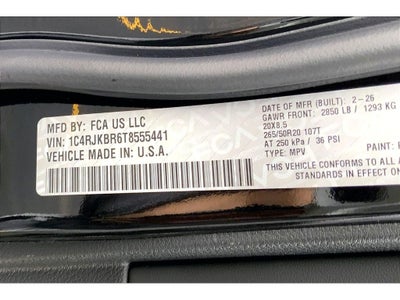 MFD BY: FCA US LLC
VIN: 1C4RJKBR6T8555441
VEHICLE MADE IN U.S.A.
DATE OF MFR (BUILT): 2-26
GAWR FRONT: 2850 LB / 1293 KG
20X8.5
265/50R20 107T
AT 250 kPa / 36 PSI
TYPE: MPV
PAINT:
THIS VEHICLE CONFORMS TO ALL
STANDARDS IN EFFECT ON